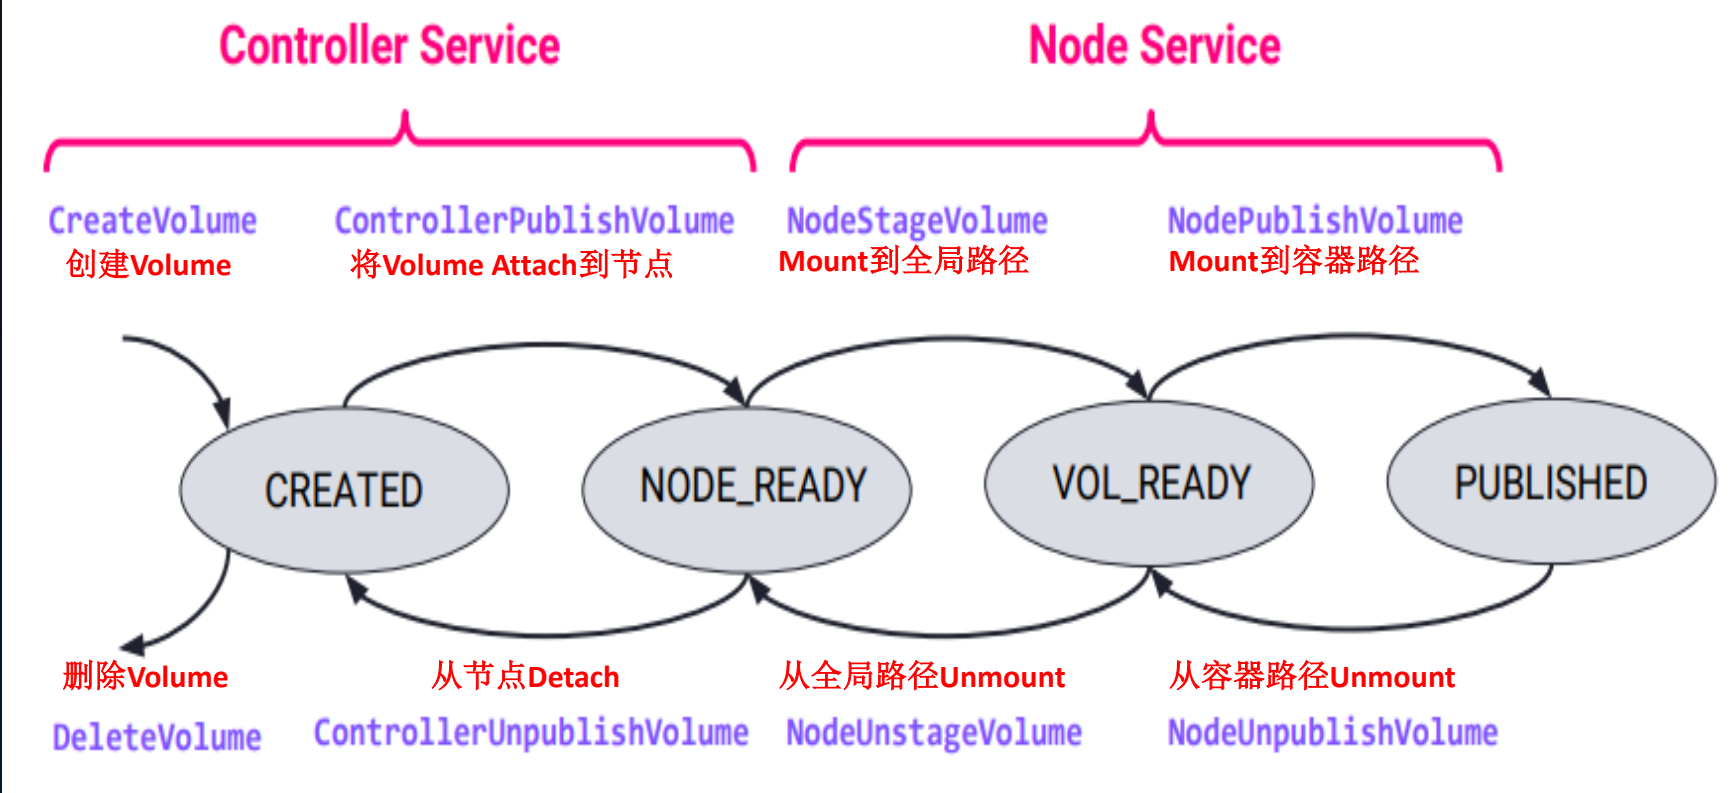 Controller Service
Node Service
CreateVolume
ControllerPublishVolume
NodeStageVolume
NodePublishVolume
创建Volume
将Volume Attach到节点
Mount到全局路径
Mount到容器路径
CREATED
NODE_READY
VOL_READY
PUBLISHED
删除Volume
从节点Detach
从全局路径Unmount
从容器路径Unmount
DeleteVolume
ControllerUnpublishVolume
NodeUnstageVolume
NodeUnpublishVolume